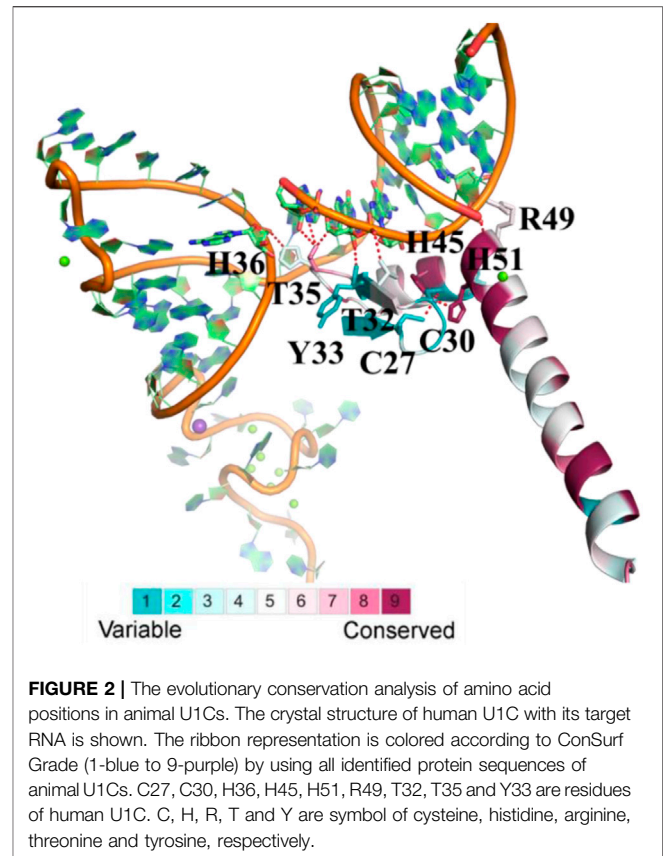 R49
H45
H36
H51
T35
T32
C30
Y33
C27
1 2 3 4 5 6 7 8 9
Variable Conserved
FIGURE 2 | The evolutionary conservation analysis of amino acid
positions in animal U1Cs. The crystal structure of human U1C with its target
RNA is shown. The ribbon representation is colored according to ConSurf
Grade (1-blue to 9-purple) by using all identified protein sequences of
animal U1Cs. C27, C30, H36, H45, H51, R49, T32, T35 and Y33 are residues
of human U1C. C, H, R, T and Y are symbol of cysteine, histidine, arginine,
threonine and tyrosine, respectively.